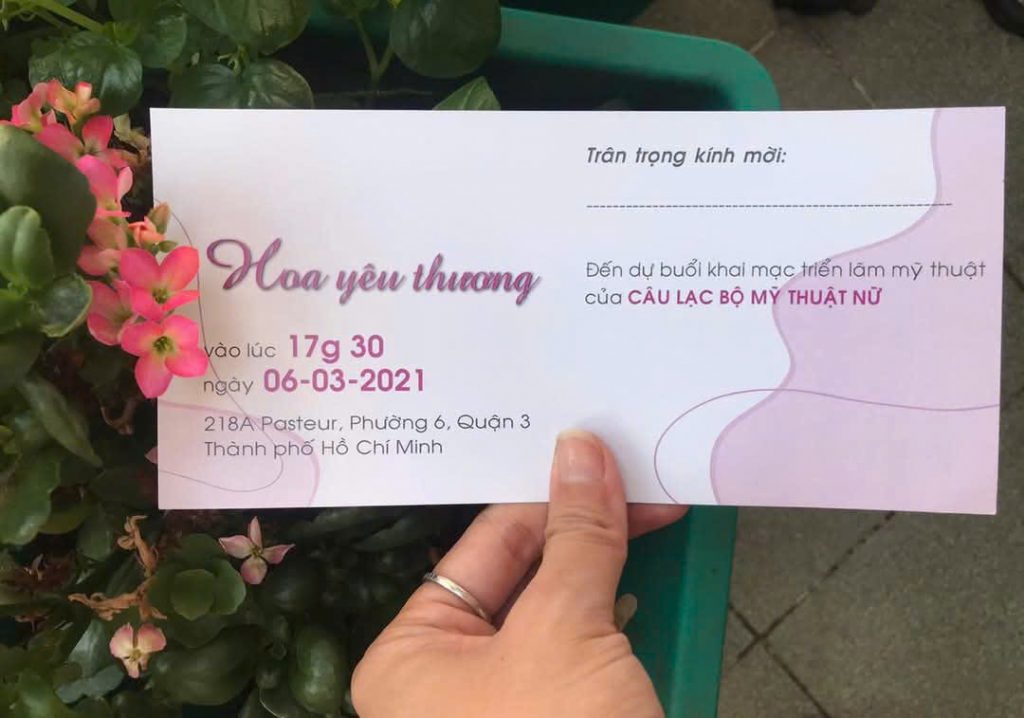 Hoa yêu thương
vào lúc 17g 30
ngày 06-03-2021
218A Pasteur, Phường 6, Quận 3
Thành phố Hồ Chí Minh
Trân trọng kính mời:
Đến dự buổi khai mạc triển lãm mỹ thuật
của CÂU LẠC BỘ MỸ THUẬT NỮ